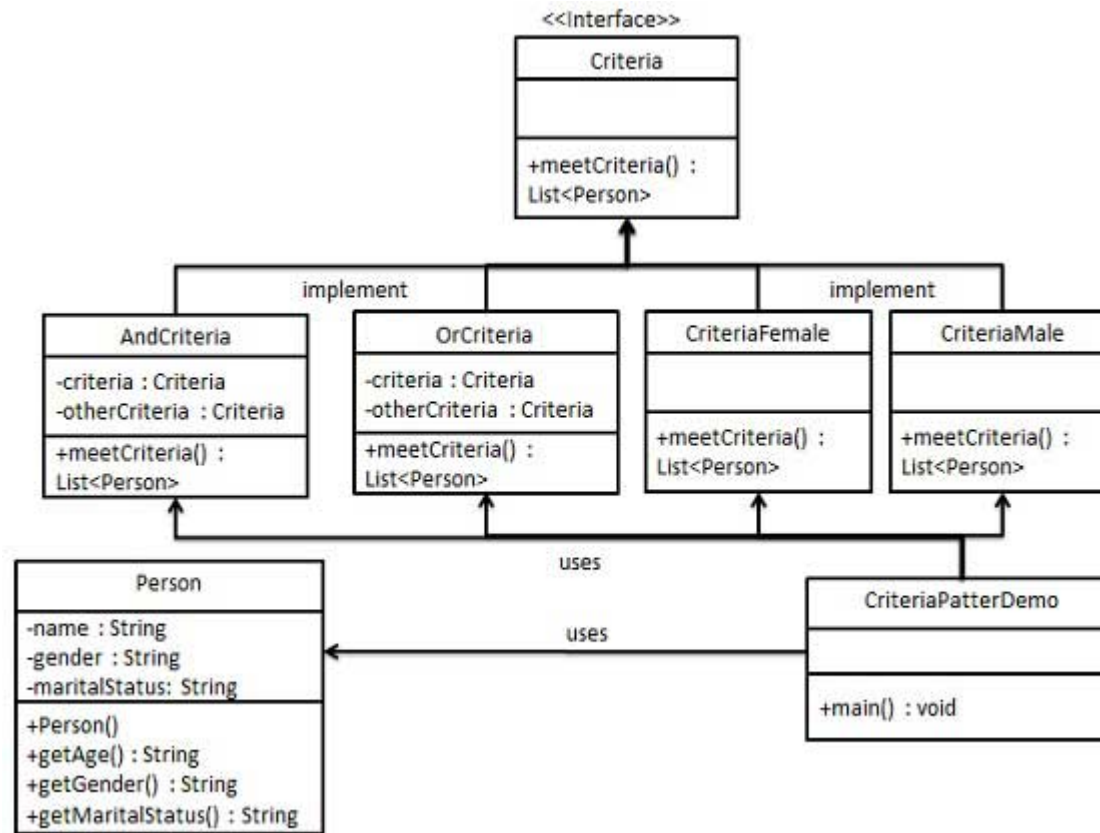 <<Interface>>
Criteria
+meetCriteria() :
List<Person>
implement
implement
AndCriteria
-criteria : Criteria
-otherCriteria : Criteria
+meetCriteria() :
List<Person>
OrCriteria
-criteria : Criteria
-otherCriteria : Criteria
+meetCriteria() :
List<Person>
CriteriaFemale
+meetCriteria() :
List<Person>
CriteriaMale
+meetCriteria() :
List<Person>
uses
Person
-name : String
-gender : String
-maritalStatus: String
+Person()
+getAge() : String
+getGender() : String
+getMaritalStatus() : String
uses
CriteriaPatterDemo
+main() : void